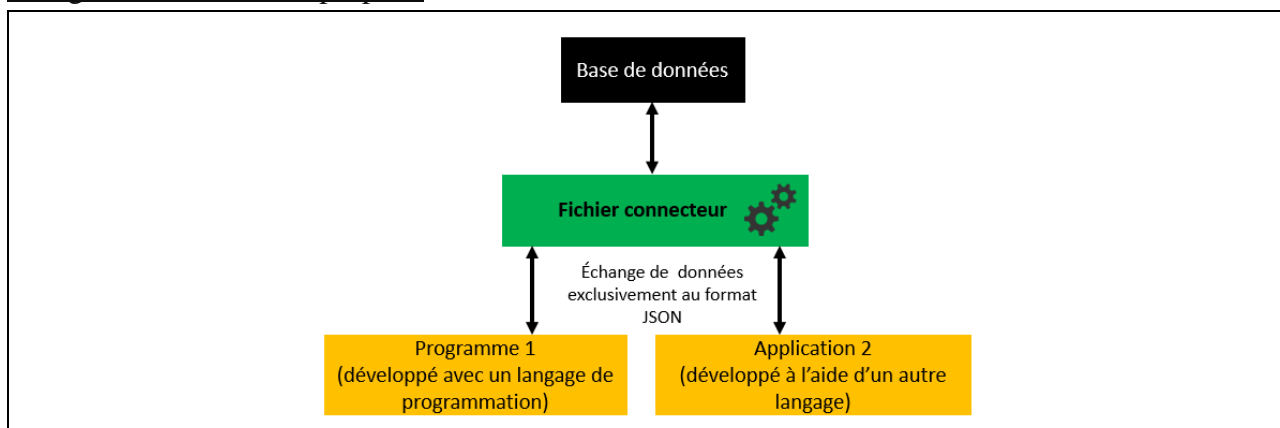 Base de données
Fichier connecteur
Échange de données
exclusivement au format
JSON
Programme 1
(développé avec un langage de
programmation)
Application 2
(développé à l'aide d'un autre
langage)